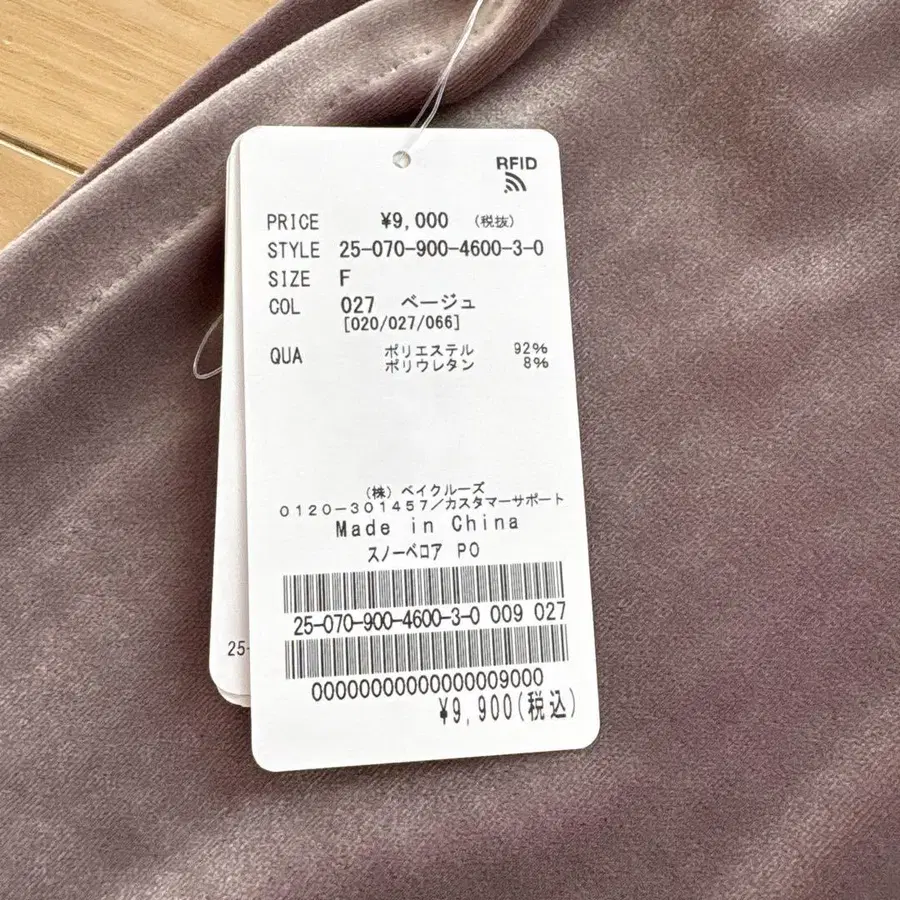 RFID
PRICE ¥9,000 (税抜)
STYLE 25-070-900-4600-3-0
SIZE F
COL 027 ベージュ
[020/027/066]
QUA ポリエステル 92%
ポリウレタン 8%
(株) ベイクルーズ
0120-301457/カスタマーサポート
Made in China
スノーベロア PO
25-070-900-4600-3-0 009 027
00000000000000009000
¥9,900(税込)
25-